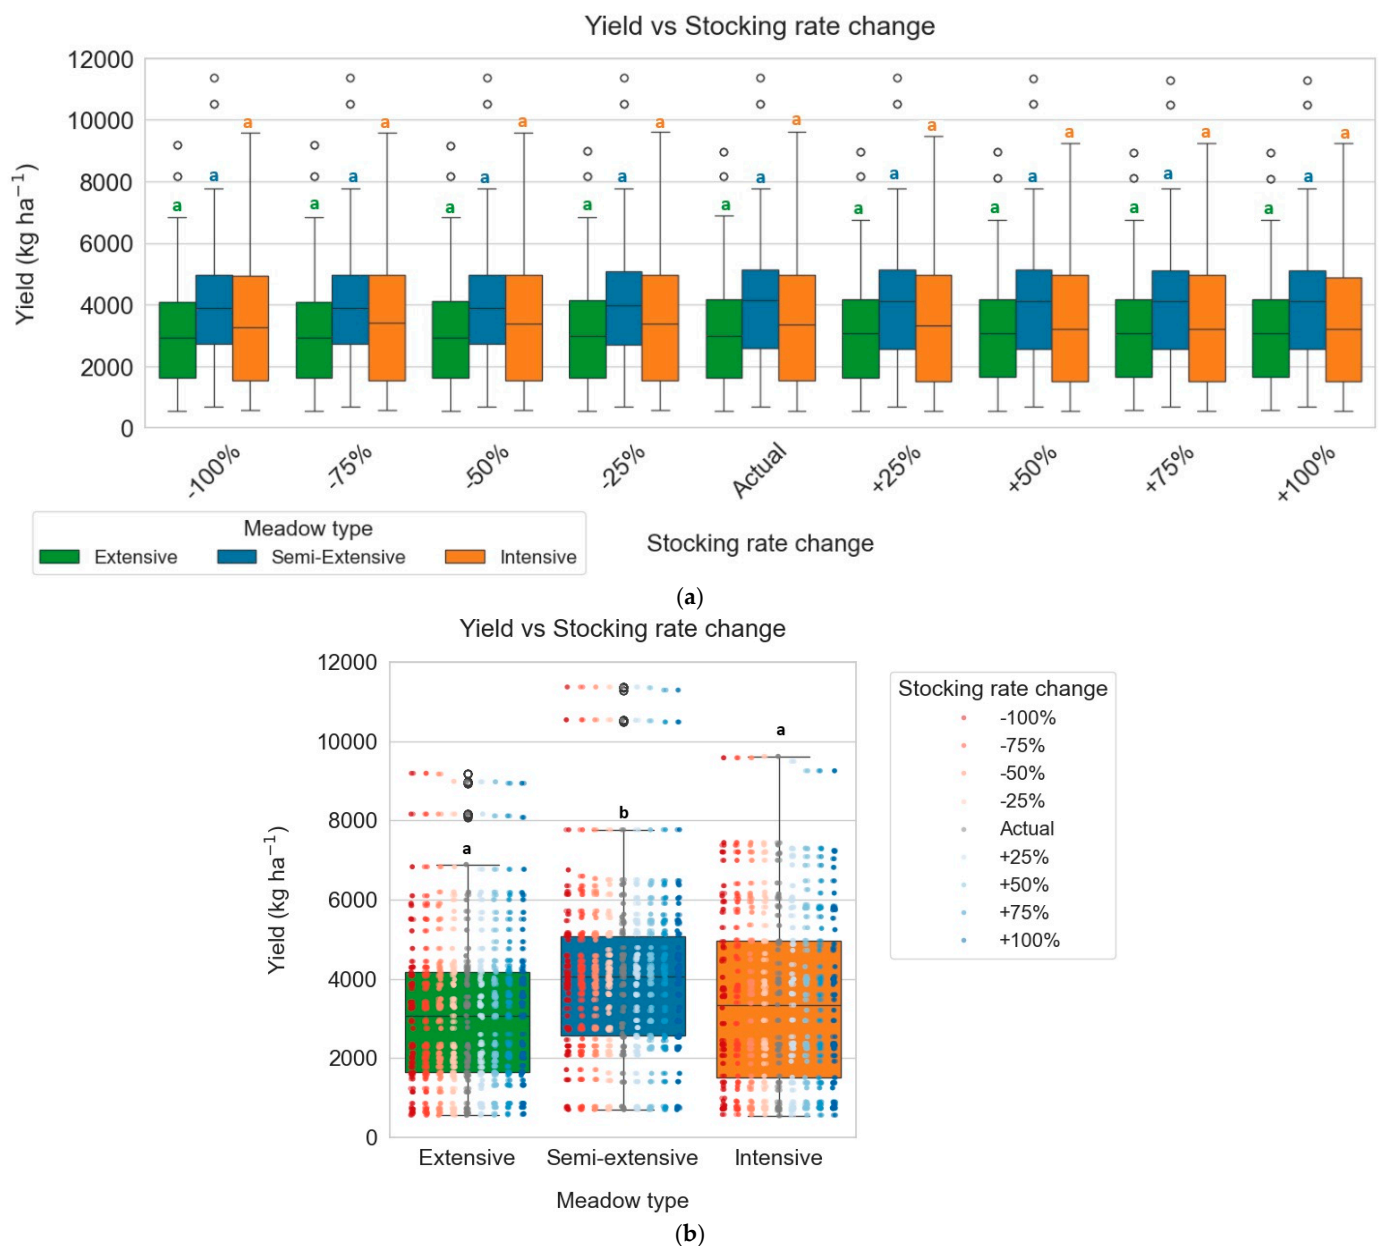 Yield vs Stocking rate change
12000
10000
8000
6000
4000
2000
0
Yield (kg ha⁻¹)
a a a a a a a a a
a a a a a a a a a
a a a a a a a a a
-100% -75% -50% -25% Actual +25% +50% +75% +100%
Stocking rate change
Meadow type
Extensive Semi-Extensive Intensive
(a)
Yield vs Stocking rate change
12000
10000
8000
6000
4000
2000
0
Yield (kg ha⁻¹)
a
b
a
Extensive Semi-extensive Intensive
Meadow type
Stocking rate change
-100%
-75%
-50%
-25%
Actual
+25%
+50%
+75%
+100%
(b)